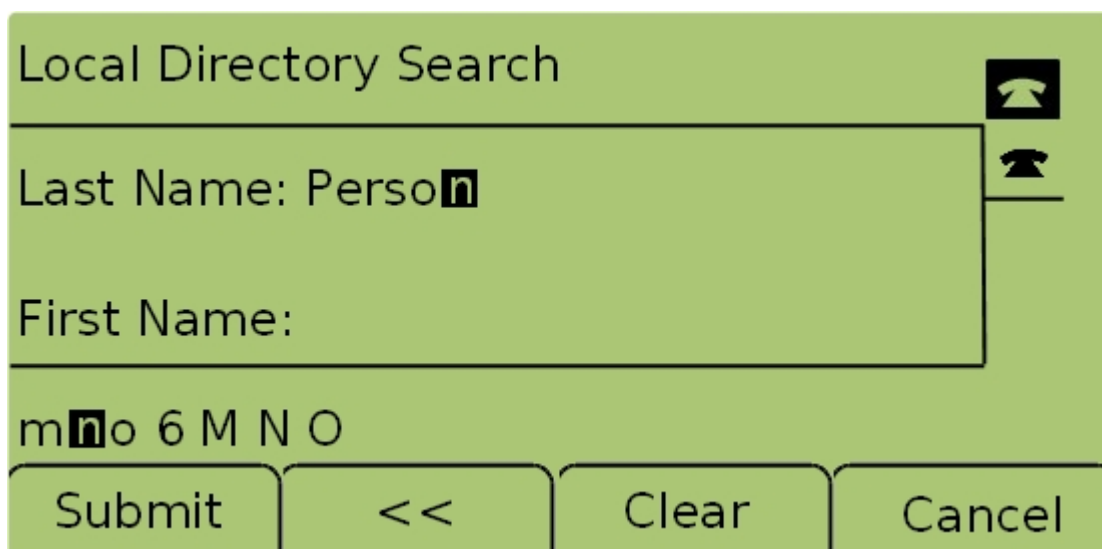 Local Directory Search
Last Name: Person
First Name:
mno 6 M N O
Submit << Clear Cancel